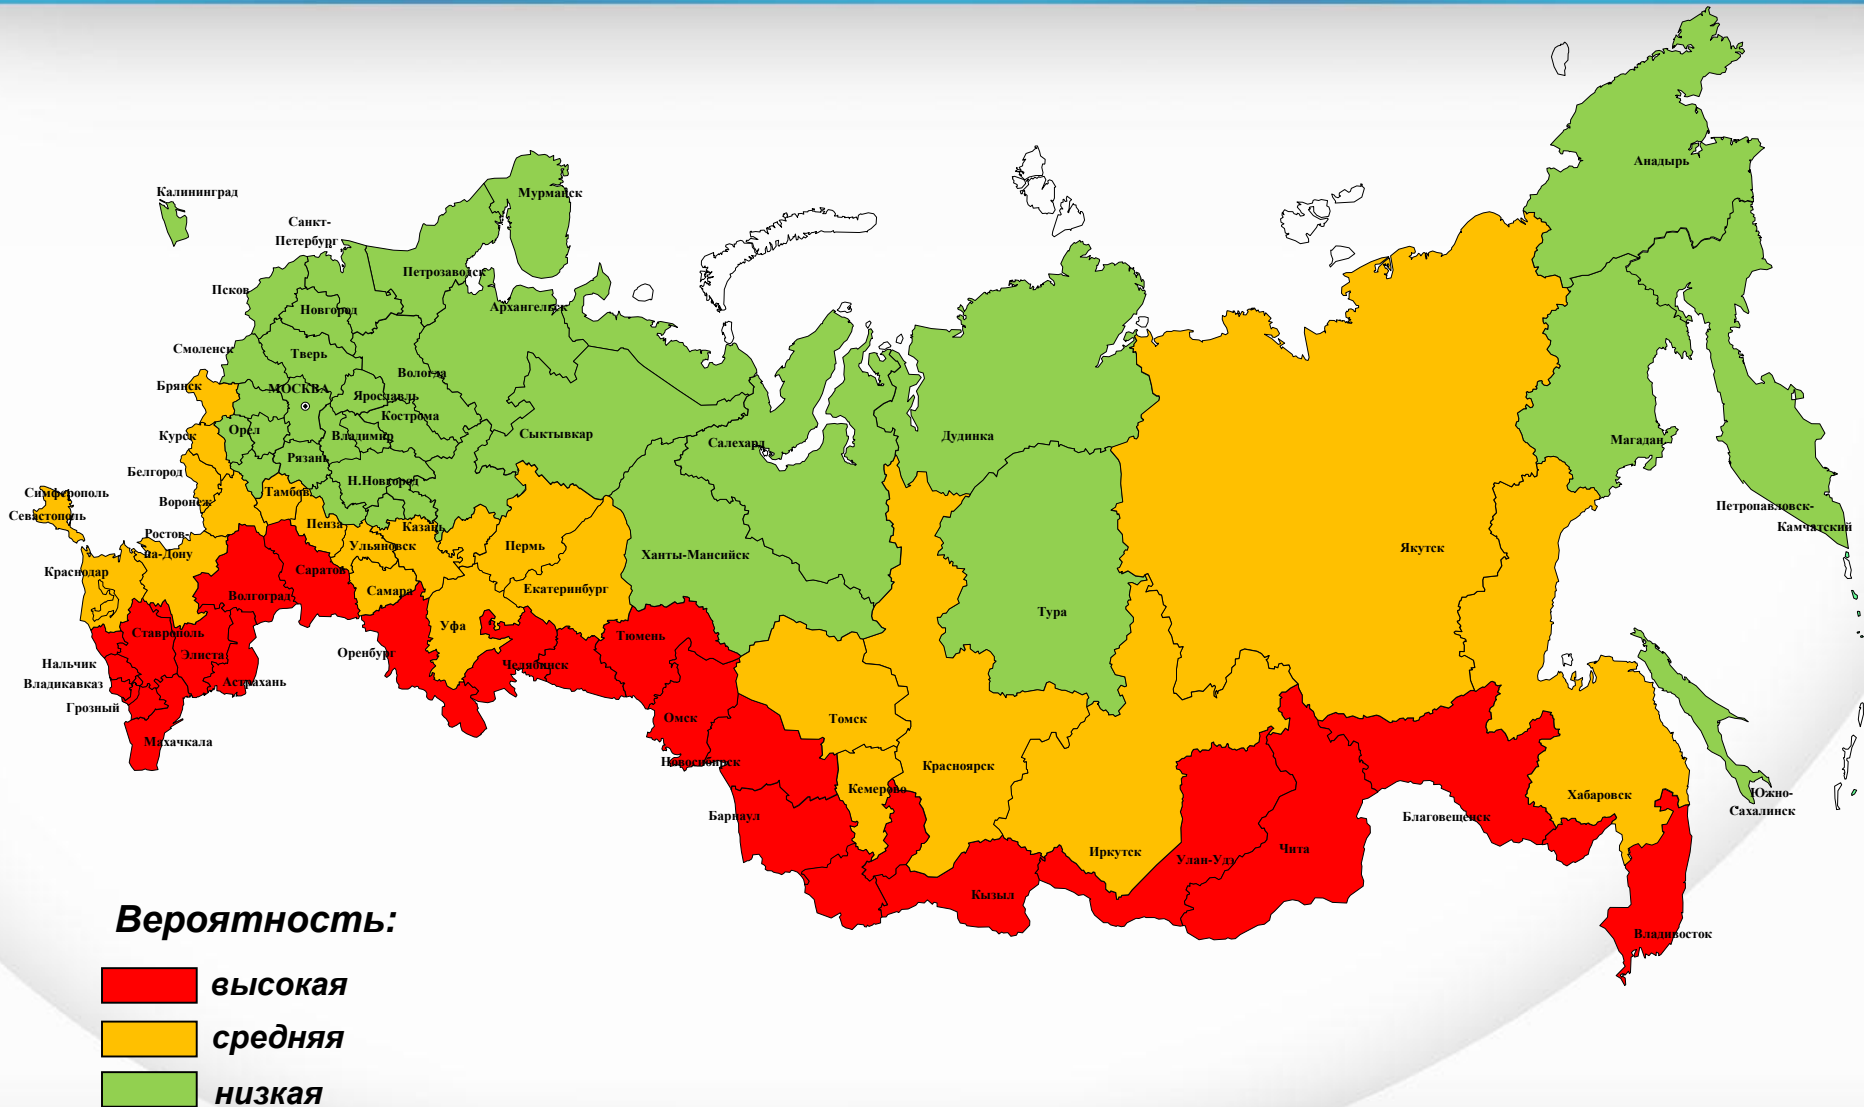 Анадырь
Мурманск
Калининград
Санкт-
Петербург
Петрозаводск
Псков
Новгород
Архангельск
Смоленск
Тверь
Вологда
Брянск
МОСКВА
Ярославль
Кострома
Орел
Владимир
Сыктывкар
Салехард
Дудинка
Магадан
Курск
Рязань
Белгород
Н.Новгород
Симферополь
Тамбов
Воронеж
Севастополь
Пенза
Казань
Петропавловск-
Камчатский
Ростов-
на-Дону
Ульяновск
Пермь
Ханты-Мансийск
Якутск
Краснодар
Саратов
Самара
Екатеринбург
Волгоград
Тура
Ставрополь
Уфа
Тюмень
Элиста
Оренбург
Нальчик
Челябинск
Владикавказ
Астрахань
Грозный
Омск
Томск
Махачкала
Новосибирск
Красноярск
Кемерово
Хабаровск
Южно-
Сахалинск
Барнаул
Благовещенск
Иркутск
Улан-Удэ
Чита
Кызыл
Владивосток
Вероятность:
высокая
средняя
низкая